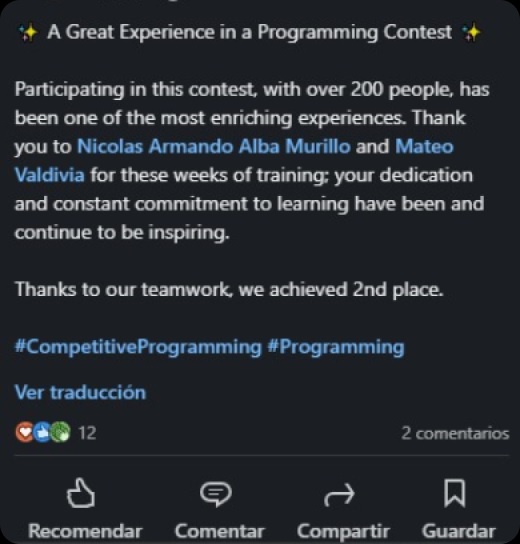 ✨ A Great Experience in a Programming Contest ✨
Participating in this contest, with over 200 people, has
been one of the most enriching experiences. Thank
you to Nicolas Armando Alba Murillo and Mateo
Valdivia for these weeks of training; your dedication
and constant commitment to learning have been and
continue to be inspiring.
Thanks to our teamwork, we achieved 2nd place.
#CompetitiveProgramming #Programming
Ver traducción
12 2 comentarios
Recomendar Comentar Compartir Guardar